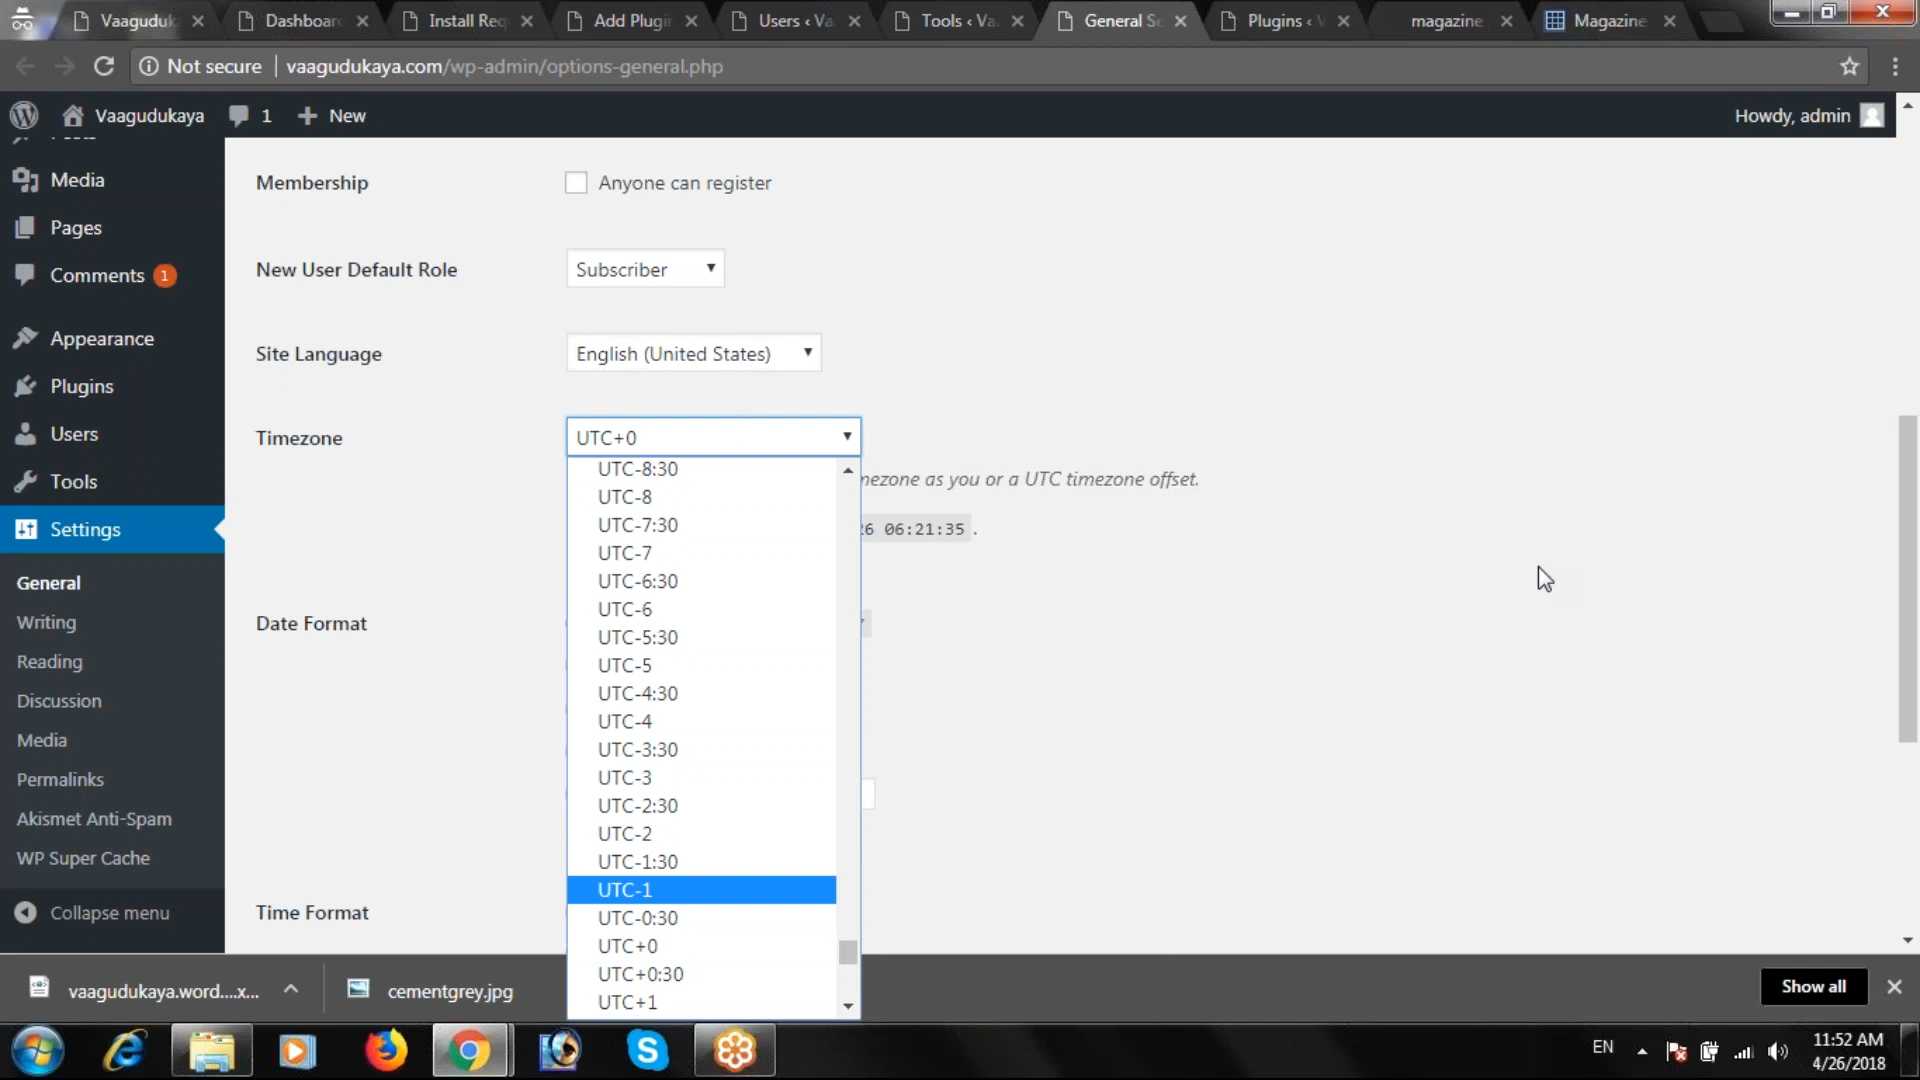 Vaaguduk
Dashboar
Install Req
Add Plugi
Users ‹ Va
Tools ‹ Va
General Se
Plugins ‹ V
magazine
Magazine
Not secure | vaagudukaya.com/wp-admin/options-general.php
Vaagudukaya 1 + New
Howdy, admin
Media
Pages
Comments 1
Appearance
Plugins
Users
Tools
Settings
General
Writing
Reading
Discussion
Media
Permalinks
Akismet Anti-Spam
WP Super Cache
Collapse menu
Membership
Anyone can register
New User Default Role
Subscriber
Site Language
English (United States)
Timezone
UTC+0
mezone as you or a UTC timezone offset.
26 06:21:35 .
UTC-8:30
UTC-8
UTC-7:30
UTC-7
UTC-6:30
UTC-6
UTC-5:30
UTC-5
UTC-4:30
UTC-4
UTC-3:30
UTC-3
UTC-2:30
UTC-2
UTC-1:30
UTC-1
UTC-0:30
UTC+0
UTC+0:30
UTC+1
Date Format
Time Format
vaagudukaya.word....x...
cementgrey.jpg
Show all
EN
11:52 AM
4/26/2018